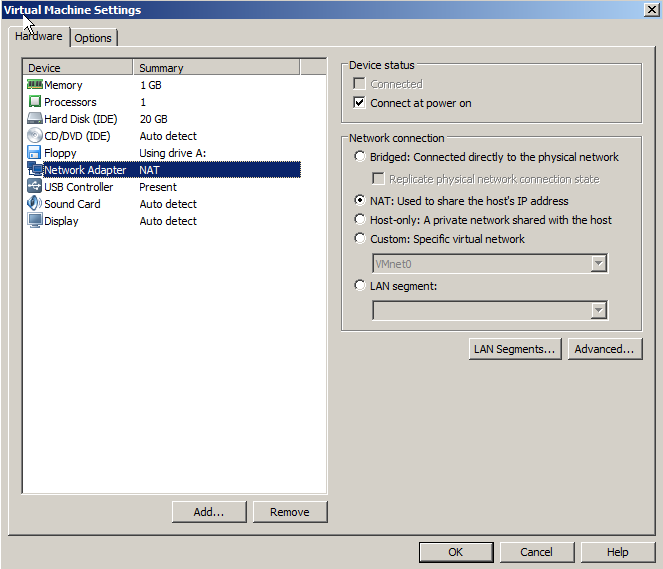 Virtual Machine Settings
Hardware Options
Device Summary
Memory 1 GB
Processors 1
Hard Disk (IDE) 20 GB
CD/DVD (IDE) Auto detect
Floppy Using drive A:
Network Adapter NAT
USB Controller Present
Sound Card Auto detect
Display Auto detect
Add... Remove
Device status
Connected
Connect at power on
Network connection
Bridged: Connected directly to the physical network
Replicate physical network connection state
NAT: Used to share the host's IP address
Host-only: A private network shared with the host
Custom: Specific virtual network
VMnet0
LAN segment:
LAN Segments... Advanced...
OK Cancel Help